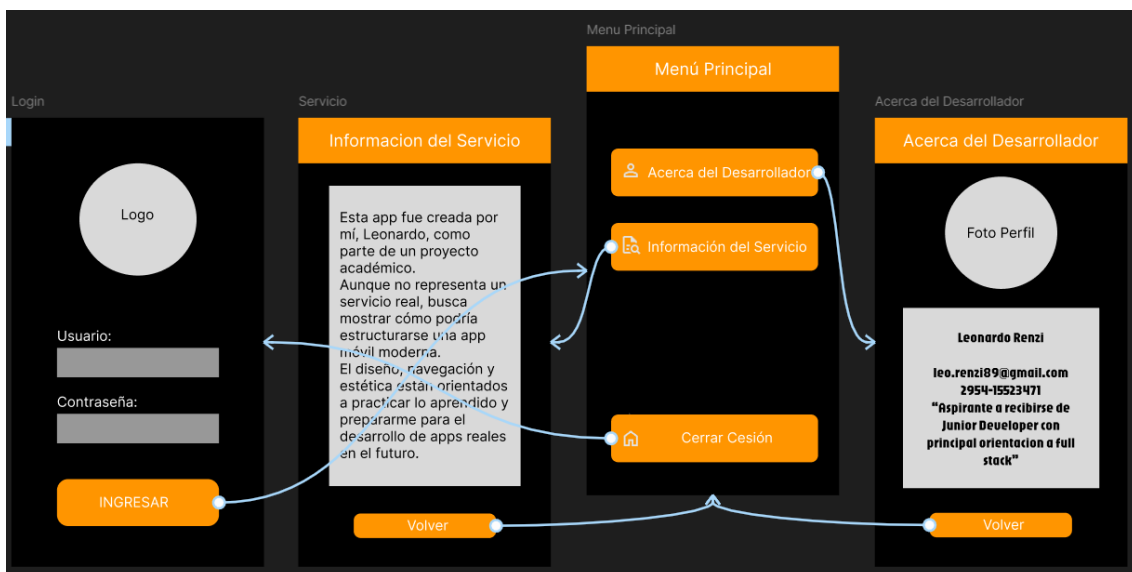 Login
Logo
Usuario:
Contraseña:
INGRESAR
Servicio
Informacion del Servicio
Esta app fue creada por
mí, Leonardo, como
parte de un proyecto
académico.
Aunque no representa un
servicio real, busca
mostrar cómo podría
estructurarse una app
móvil moderna.
El diseño, navegación y
estética están orientados
a practicar lo aprendido y
prepararme para el
desarrollo de apps reales
en el futuro.
Volver
Menu Principal
Menú Principal
Acerca del Desarrollador
Información del Servicio
Cerrar Cesión
Acerca del Desarrollador
Acerca del Desarrollador
Foto Perfil
Leonardo Renzi
leo.renzi89@gmail.com
2954-15523471
“Aspirante a recibirse de
Junior Developer con
principal orientacion a full
stack”
Volver